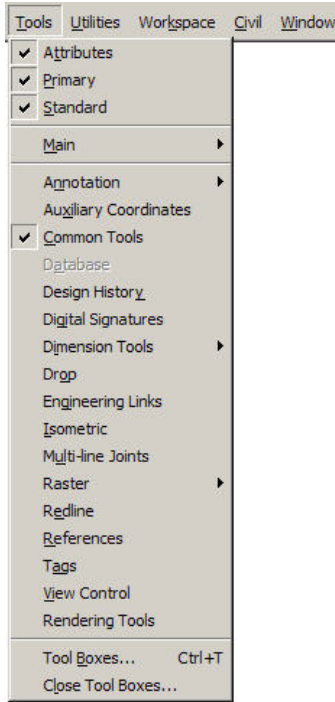 Tools Utilities Workspace Civil Window
Attributes
Primary
Standard
Main
Annotation
Auxiliary Coordinates
Common Tools
Database
Design History
Digital Signatures
Dimension Tools
Drop
Engineering Links
Isometric
Multi-line Joints
Raster
Redline
References
Tags
View Control
Rendering Tools
Tool Boxes... Ctrl+T
Close Tool Boxes...